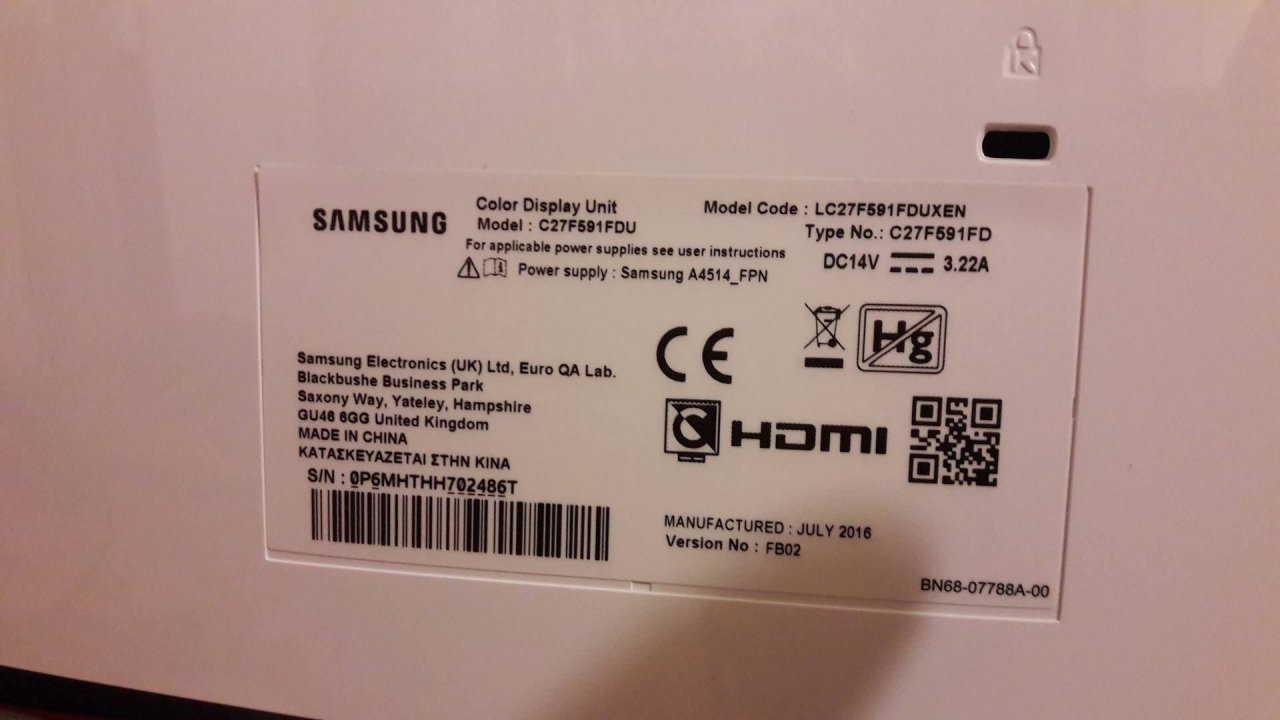 SAMSUNG
Color Display Unit
Model : C27F591FDU
For applicable power supplies see user instructions
Power supply : Samsung A4514_FPN
Model Code : LC27F591FDUXEN
Type No.: C27F591FD
DC14V 3.22A
Hg
CE
HDMI
Samsung Electronics (UK) Ltd, Euro QA Lab.
Blackbushe Business Park
Saxony Way, Yateley, Hampshire
GU46 6GG United Kingdom
MADE IN CHINA
ΚΑΤΑΣΚΕΥΑΖΕΤΑΙ ΣΤΗΝ ΚΙΝΑ
S/N : 0P6MHTHH702486T
MANUFACTURED : JULY 2016
Version No : FB02
BN68-07788A-00